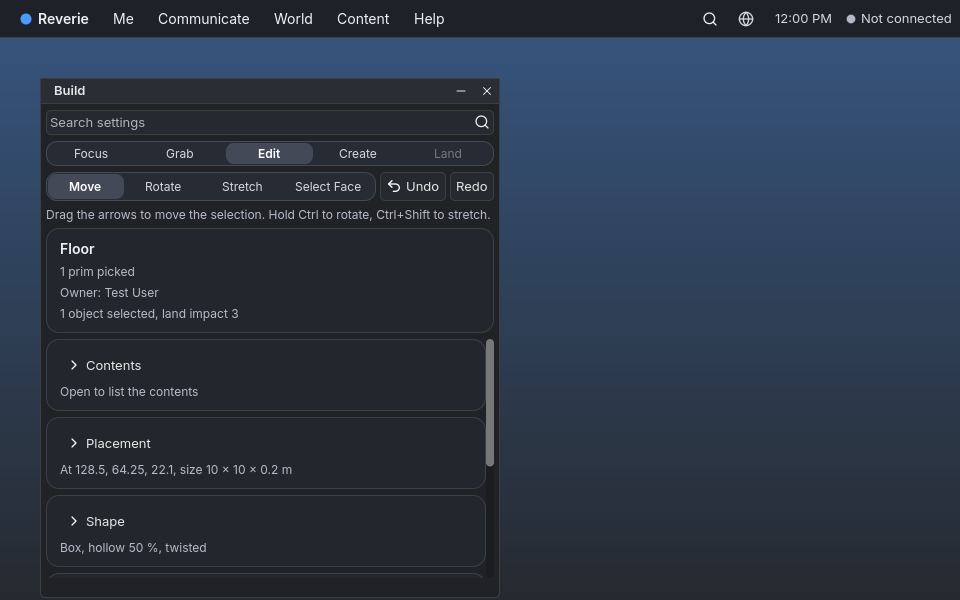 Reverie Me Communicate World Content Help 12:00 PM Not connected
Build
Search settings
Focus Grab Edit Create Land
Move Rotate Stretch Select Face Undo Redo
Drag the arrows to move the selection. Hold Ctrl to rotate, Ctrl+Shift to stretch.
Floor
1 prim picked
Owner: Test User
1 object selected, land impact 3
Contents
Open to list the contents
Placement
At 128.5, 64.25, 22.1, size 10 × 10 × 0.2 m
Shape
Box, hollow 50 %, twisted